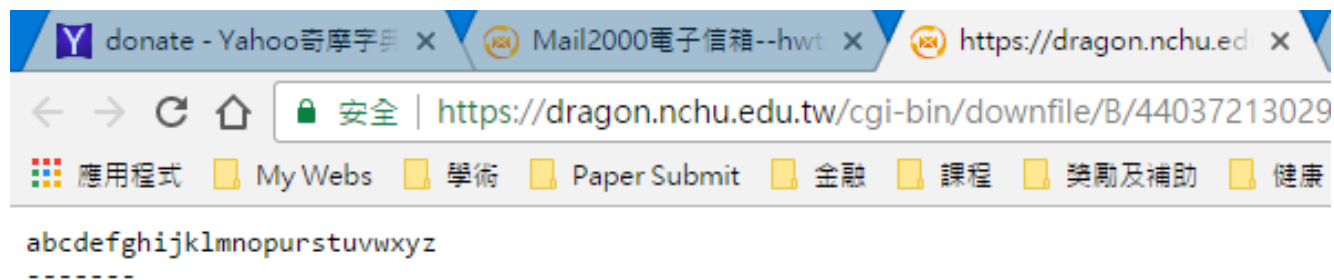 donate - Yahoo奇摩字典
Mail2000電子信箱--hwt
https://dragon.nchu.ed
安全 | https://dragon.nchu.edu.tw/cgi-bin/downfile/B/44037213029
應用程式 My Webs 學術 Paper Submit 金融 課程 獎勵及補助 健康
abcdefghijklmnopurstuvwxyz
-------